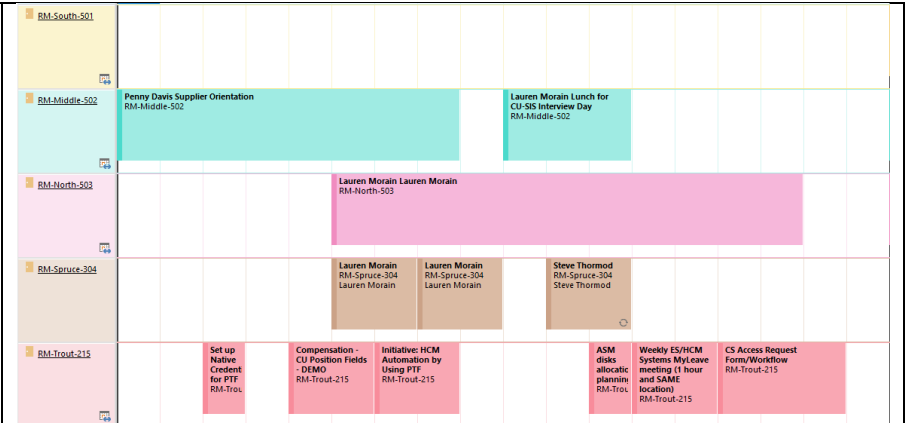 RM-South-501
RM-Middle-502
Penny Davis Supplier Orientation
RM-Middle-502
Lauren Morain Lunch for
CU-SIS Interview Day
RM-Middle-502
RM-North-503
Lauren Morain Lauren Morain
RM-North-503
RM-Spruce-304
Lauren Morain
RM-Spruce-304
Lauren Morain
Lauren Morain
RM-Spruce-304
Lauren Morain
Steve Thormod
RM-Spruce-304
Steve Thormod
RM-Trout-215
Set up
Native
Credent
for PTF
RM-Trou
Compensation -
CU Position Fields
- DEMO
RM-Trout-215
Initiative: HCM
Automation by
Using PTF
RM-Trout-215
ASM
disks
allocatic
planning
RM-Trou
Weekly ES/HCM
Systems MyLeave
meeting (1 hour
and SAME
location)
RM-Trout-215
CS Access Request
Form/Workflow
RM-Trout-215